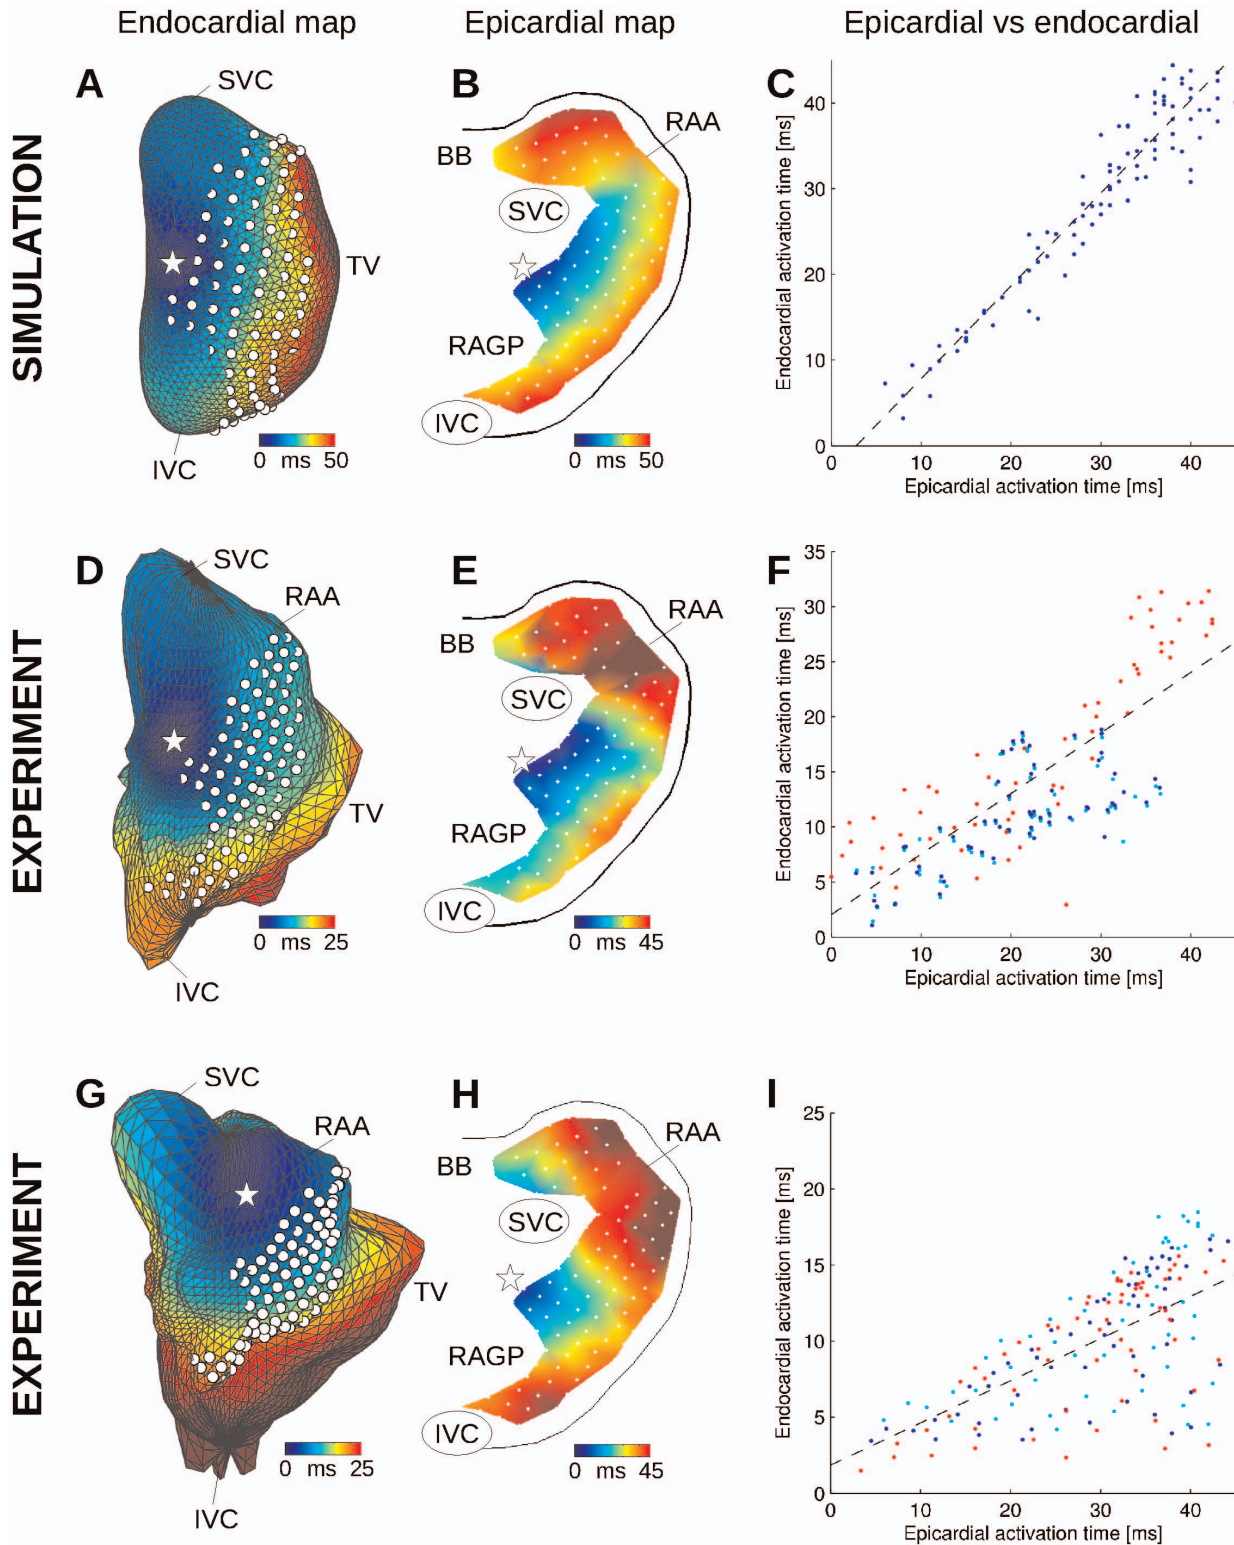 Endocardial map
Epicardial map
Epicardial vs endocardial
SIMULATION
A
SVC
TV
IVC
0 ms 50
B
RAA
BB
SVC
RAGP
IVC
0 ms 50
C
Endocardial activation time [ms]
40
30
20
10
0
0 10 20 30 40
Epicardial activation time [ms]
EXPERIMENT
D
SVC
RAA
TV
IVC
0 ms 25
E
RAA
BB
SVC
RAGP
IVC
0 ms 45
F
Endocardial activation time [ms]
35
30
25
20
15
10
5
0
0 10 20 30 40
Epicardial activation time [ms]
EXPERIMENT
G
SVC
RAA
TV
IVC
0 ms 25
H
RAA
BB
SVC
RAGP
IVC
0 ms 45
I
Endocardial activation time [ms]
25
20
15
10
5
0
0 10 20 30 40
Epicardial activation time [ms]